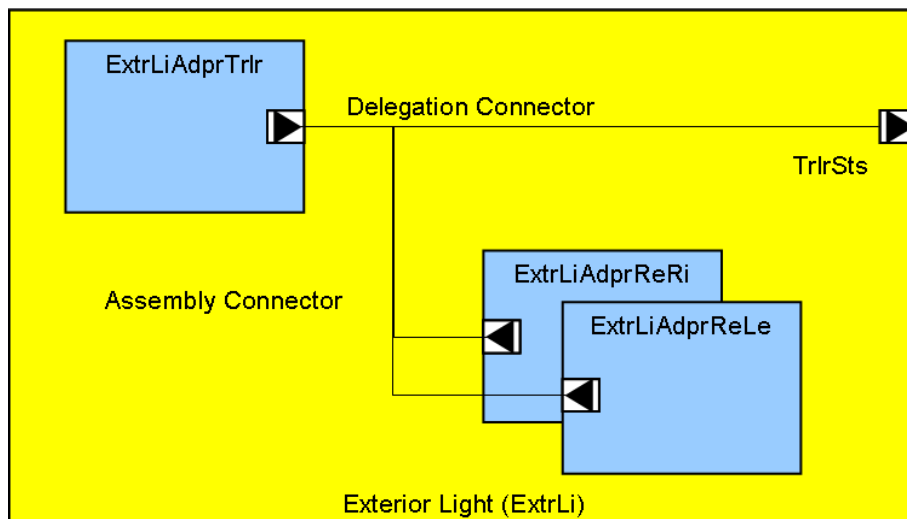 ExtrLiAdprTrlr
Delegation Connector
TrlrSts
ExtrLiAdprReRi
Assembly Connector
ExtrLiAdprReLe
Exterior Light (ExtrLi)